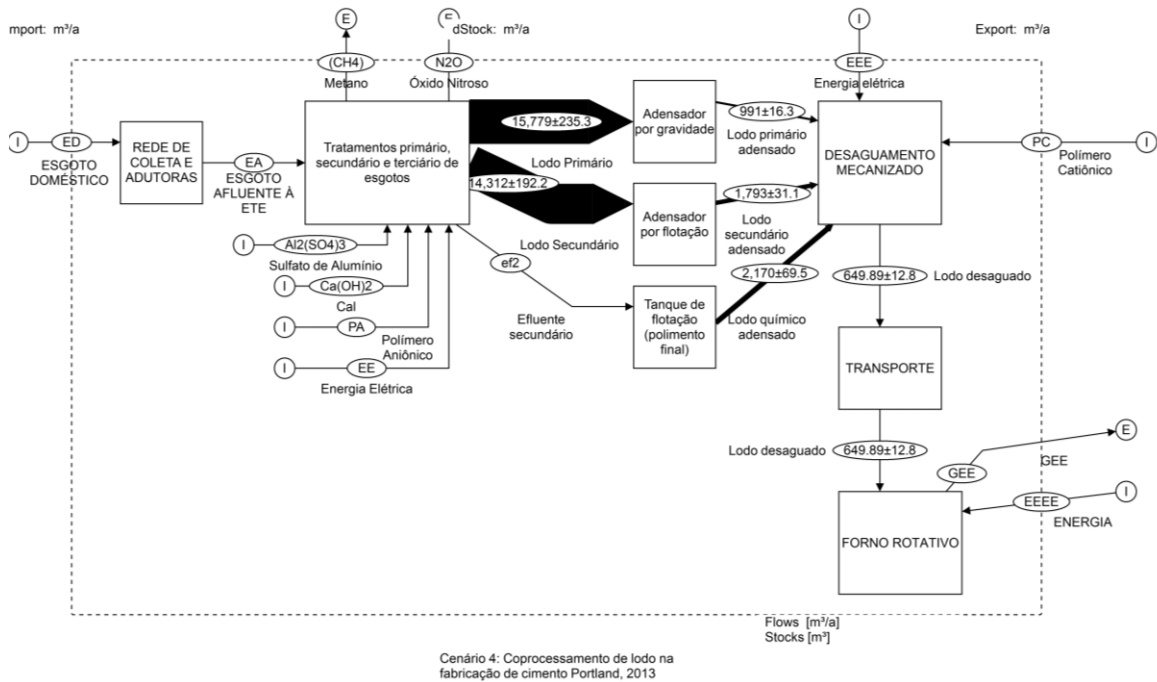 mport: m³/a
E
E
dStock: m³/a
I
Export: m³/a
(CH4)
Metano
N2O
Óxido Nitroso
EEE
Energia elétrica
I
ED
ESGOTO
DOMÉSTICO
REDE DE
COLETA E
ADUTORAS
EA
ESGOTO
AFLUENTE À
ETE
Tratamentos primário,
secundário e terciário de
esgotos
15,779±235.3
Lodo Primário
14,312±192.2
Lodo Secundário
Adensador
por gravidade
991±16.3
Lodo primário
adensado
DESAGUAMENTO
MECANIZADO
PC
I
Polímero
Catiônico
Adensador
por flotação
1,793±31.1
Lodo
secundário
adensado
I
Al2(SO4)3
Sulfato de Alumínio
I
Ca(OH)2
Cal
I
PA
Polímero
Aniônico
I
EE
Energia Elétrica
ef2
Efluente
secundário
Tanque de
flotação
(polimento
final)
2,170±69.5
Lodo químico
adensado
649.89±12.8
Lodo desaguado
TRANSPORTE
Lodo desaguado
649.89±12.8
E
GEE
GEE
EEEE
I
ENERGIA
FORNO ROTATIVO
Flows [m³/a]
Stocks [m³]
Cenário 4: Coprocessamento de lodo na
fabricação de cimento Portland, 2013